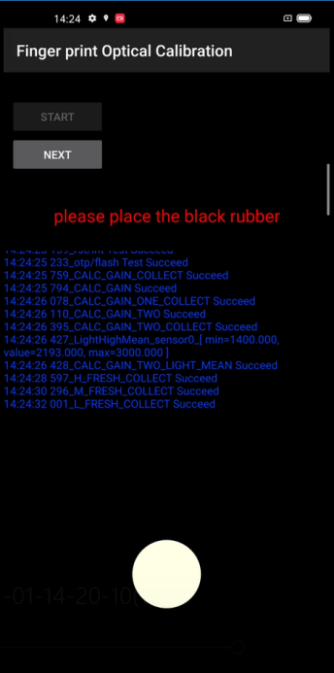 14:24
Finger print Optical Calibration
START
NEXT
please place the black rubber
14:24:25 233_otp/flash Test Succeed
14:24:25 759_CALC_GAIN_COLLECT Succeed
14:24:25 794_CALC_GAIN Succeed
14:24:26 078_CALC_GAIN_ONE_COLLECT Succeed
14:24:26 110_CALC_GAIN_TWO Succeed
14:24:26 395_CALC_GAIN_TWO_COLLECT Succeed
14:24:26 427_LightHighMean_sensor0_[ min=1400.000,
value=2193.000, max=3000.000 ]
14:24:26 428_CALC_GAIN_TWO_LIGHT_MEAN Succeed
14:24:28 597_H_FRESH_COLLECT Succeed
14:24:30 296_M_FRESH_COLLECT Succeed
14:24:32 001_L_FRESH_COLLECT Succeed
-01-14-20-10